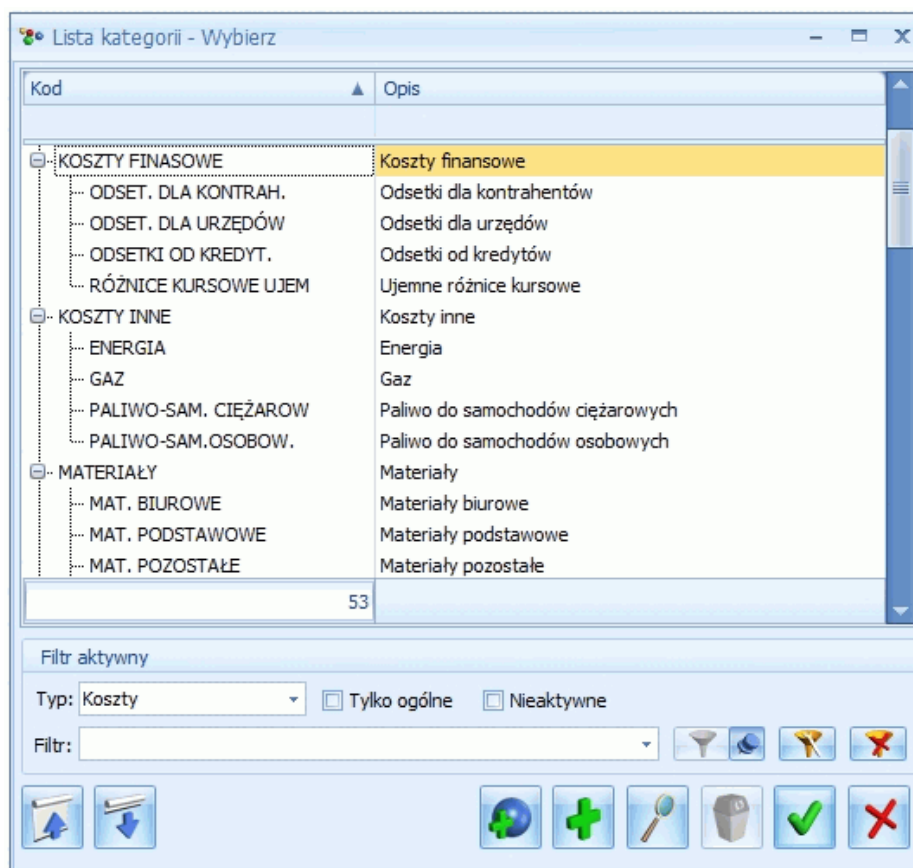 Lista kategorii - Wybierz
Kod Opis
KOSZTY FINASOWE Koszty finansowe
ODSET. DLA KONTRAH. Odsetki dla kontrahentów
ODSET. DLA URZĘDÓW Odsetki dla urzędów
ODSETKI OD KREDYT. Odsetki od kredytów
RÓŻNICE KURSOWE UJEM Ujemne różnice kursowe
KOSZTY INNE Koszty inne
ENERGIA Energia
GAZ Gaz
PALIWO-SAM. CIĘŻAROW Paliwo do samochodów ciężarowych
PALIWO-SAM.OSOBOW. Paliwo do samochodów osobowych
MATERIAŁY Materiały
MAT. BIUROWE Materiały biurowe
MAT. PODSTAWOWE Materiały podstawowe
MAT. POZOSTAŁE Materiały pozostałe
53
Filtr aktywny
Typ: Koszty Tylko ogólne Nieaktywne
Filtr: